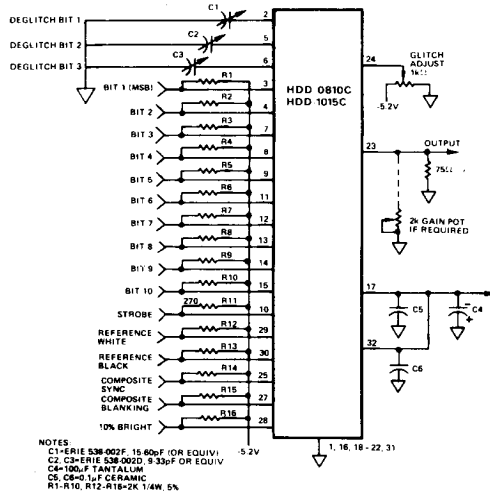 C1
DEGLITCH BIT 1
2
C2
DEGLITCH BIT 2
5
C3
DEGLITCH BIT 3
6
HDD 0810C
HDD 1015C
24
GLITCH
ADJUST
1kΩ
-5.2V
R1
BIT 1 (MSB)
3
R2
BIT 2
4
R3
BIT 3
7
R4
BIT 4
8
R5
BIT 5
9
R6
BIT 6
11
R7
BIT 7
12
R8
BIT 8
13
R9
BIT 9
14
R10
BIT 10
15
270
R11
STROBE
10
R12
REFERENCE
WHITE
29
R13
REFERENCE
BLACK
30
R14
COMPOSITE
SYNC
25
R15
COMPOSITE
BLANKING
27
R16
10% BRIGHT
28
-5.2V
23
OUTPUT
75Ω
2k GAIN POT
IF REQUIRED
17
C5
C4
-
+
32
C6
1, 16, 18 - 22, 31
NOTES:
C1=ERIE 538-002F, 15-60pF (OR EQUIV)
C2, C3=ERIE 538-002D, 9-33pF OR EQUIV
C4=100µF TANTALUM
C5, C6=0.1µF CERAMIC
R1-R10, R12-R16=2K 1/4W, 5%